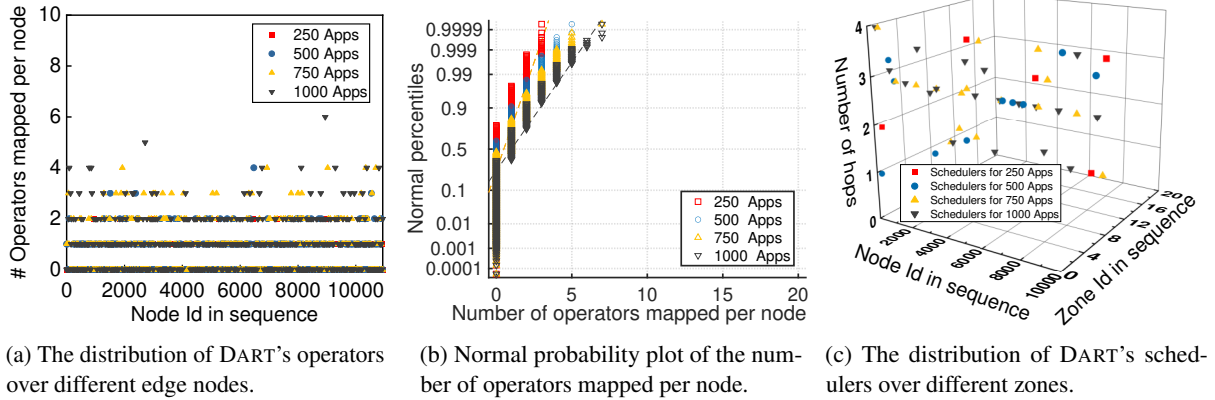 10
8
6
4
2
0
# Operators mapped per node
250 Apps
500 Apps
750 Apps
1000 Apps
0 2000 4000 6000 8000 10000
Node Id in sequence
(a) The distribution of DART's operators
over different edge nodes.
0.9999
0.999
0.99
0.9
0.5
0.1
0.01
0.001
0.0001
Normal percentiles
250 Apps
500 Apps
750 Apps
1000 Apps
0 5 10 15 20
Number of operators mapped per node
(b) Normal probability plot of the num-
ber of operators mapped per node.
4
3
2
1
0
Number of hops
Schedulers for 250 Apps
Schedulers for 500 Apps
Schedulers for 750 Apps
Schedulers for 1000 Apps
2000 4000 6000 8000 10000
Node Id in sequence
0 4 8 12 16 20
Zone Id in sequence
(c) The distribution of DART's sched-
ulers over different zones.